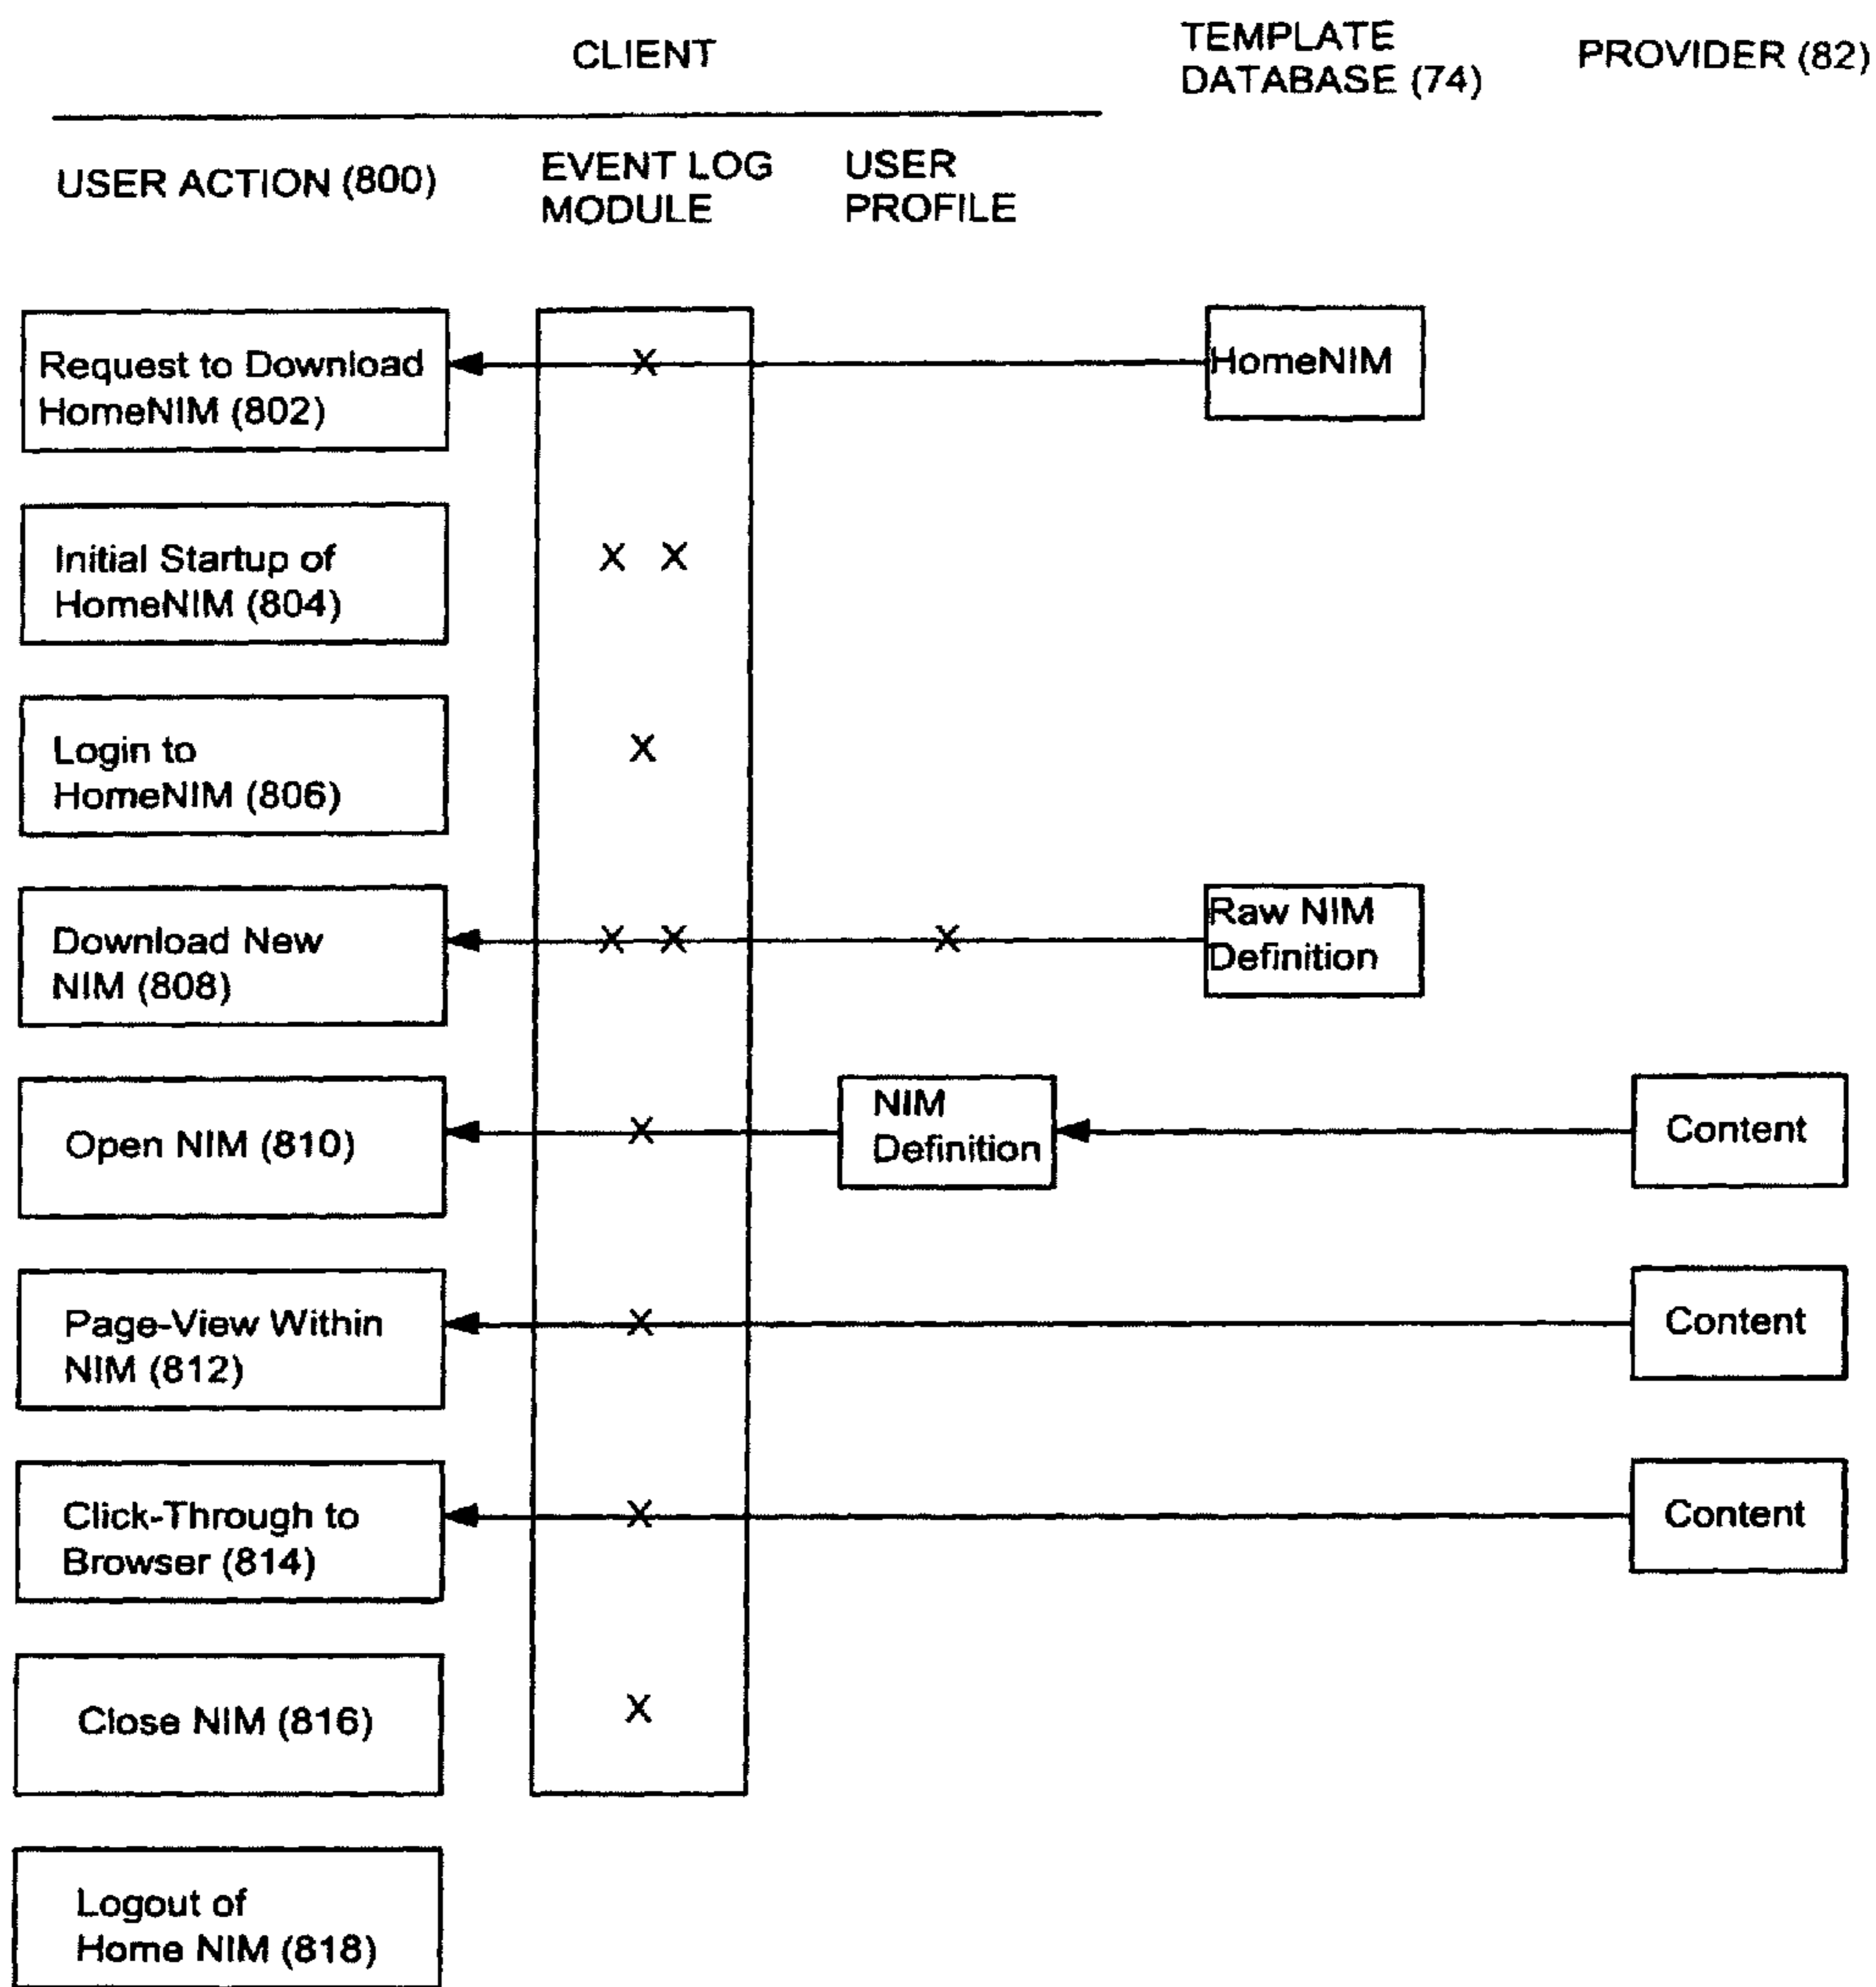 CLIENT
TEMPLATE
DATABASE (74)
PROVIDER (82)
USER ACTION (800)
EVENT LOG
MODULE
USER
PROFILE
Request to Download
HomeNIM (802)
X
HomeNIM
Initial Startup of
HomeNIM (804)
X X
Login to
HomeNIM (806)
X
Download New
NIM (808)
X X X
Raw NIM
Definition
Open NIM (810)
X
NIM
Definition
Content
Page-View Within
NIM (812)
X
Content
Click-Through to
Browser (814)
X
Content
Close NIM (816)
X
Logout of
Home NIM (818)